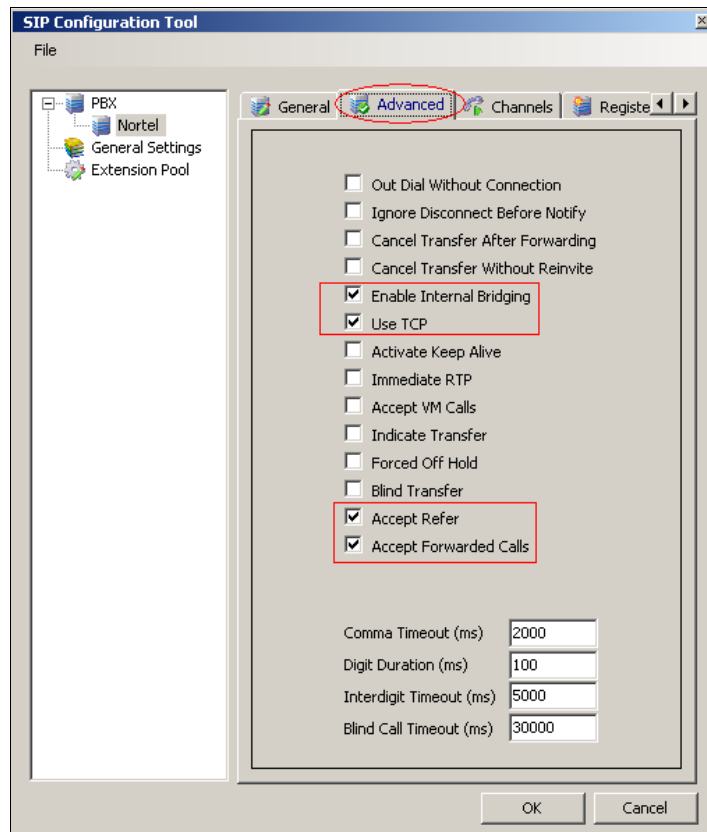 SIP Configuration Tool
File
PBX
Nortel
General Settings
Extension Pool
General Advanced Channels Registe
Out Dial Without Connection
Ignore Disconnect Before Notify
Cancel Transfer After Forwarding
Cancel Transfer Without Reinvite
Enable Internal Bridging
Use TCP
Activate Keep Alive
Immediate RTP
Accept VM Calls
Indicate Transfer
Forced Off Hold
Blind Transfer
Accept Refer
Accept Forwarded Calls
Comma Timeout (ms) 2000
Digit Duration (ms) 100
Interdigit Timeout (ms) 5000
Blind Call Timeout (ms) 30000
OK Cancel